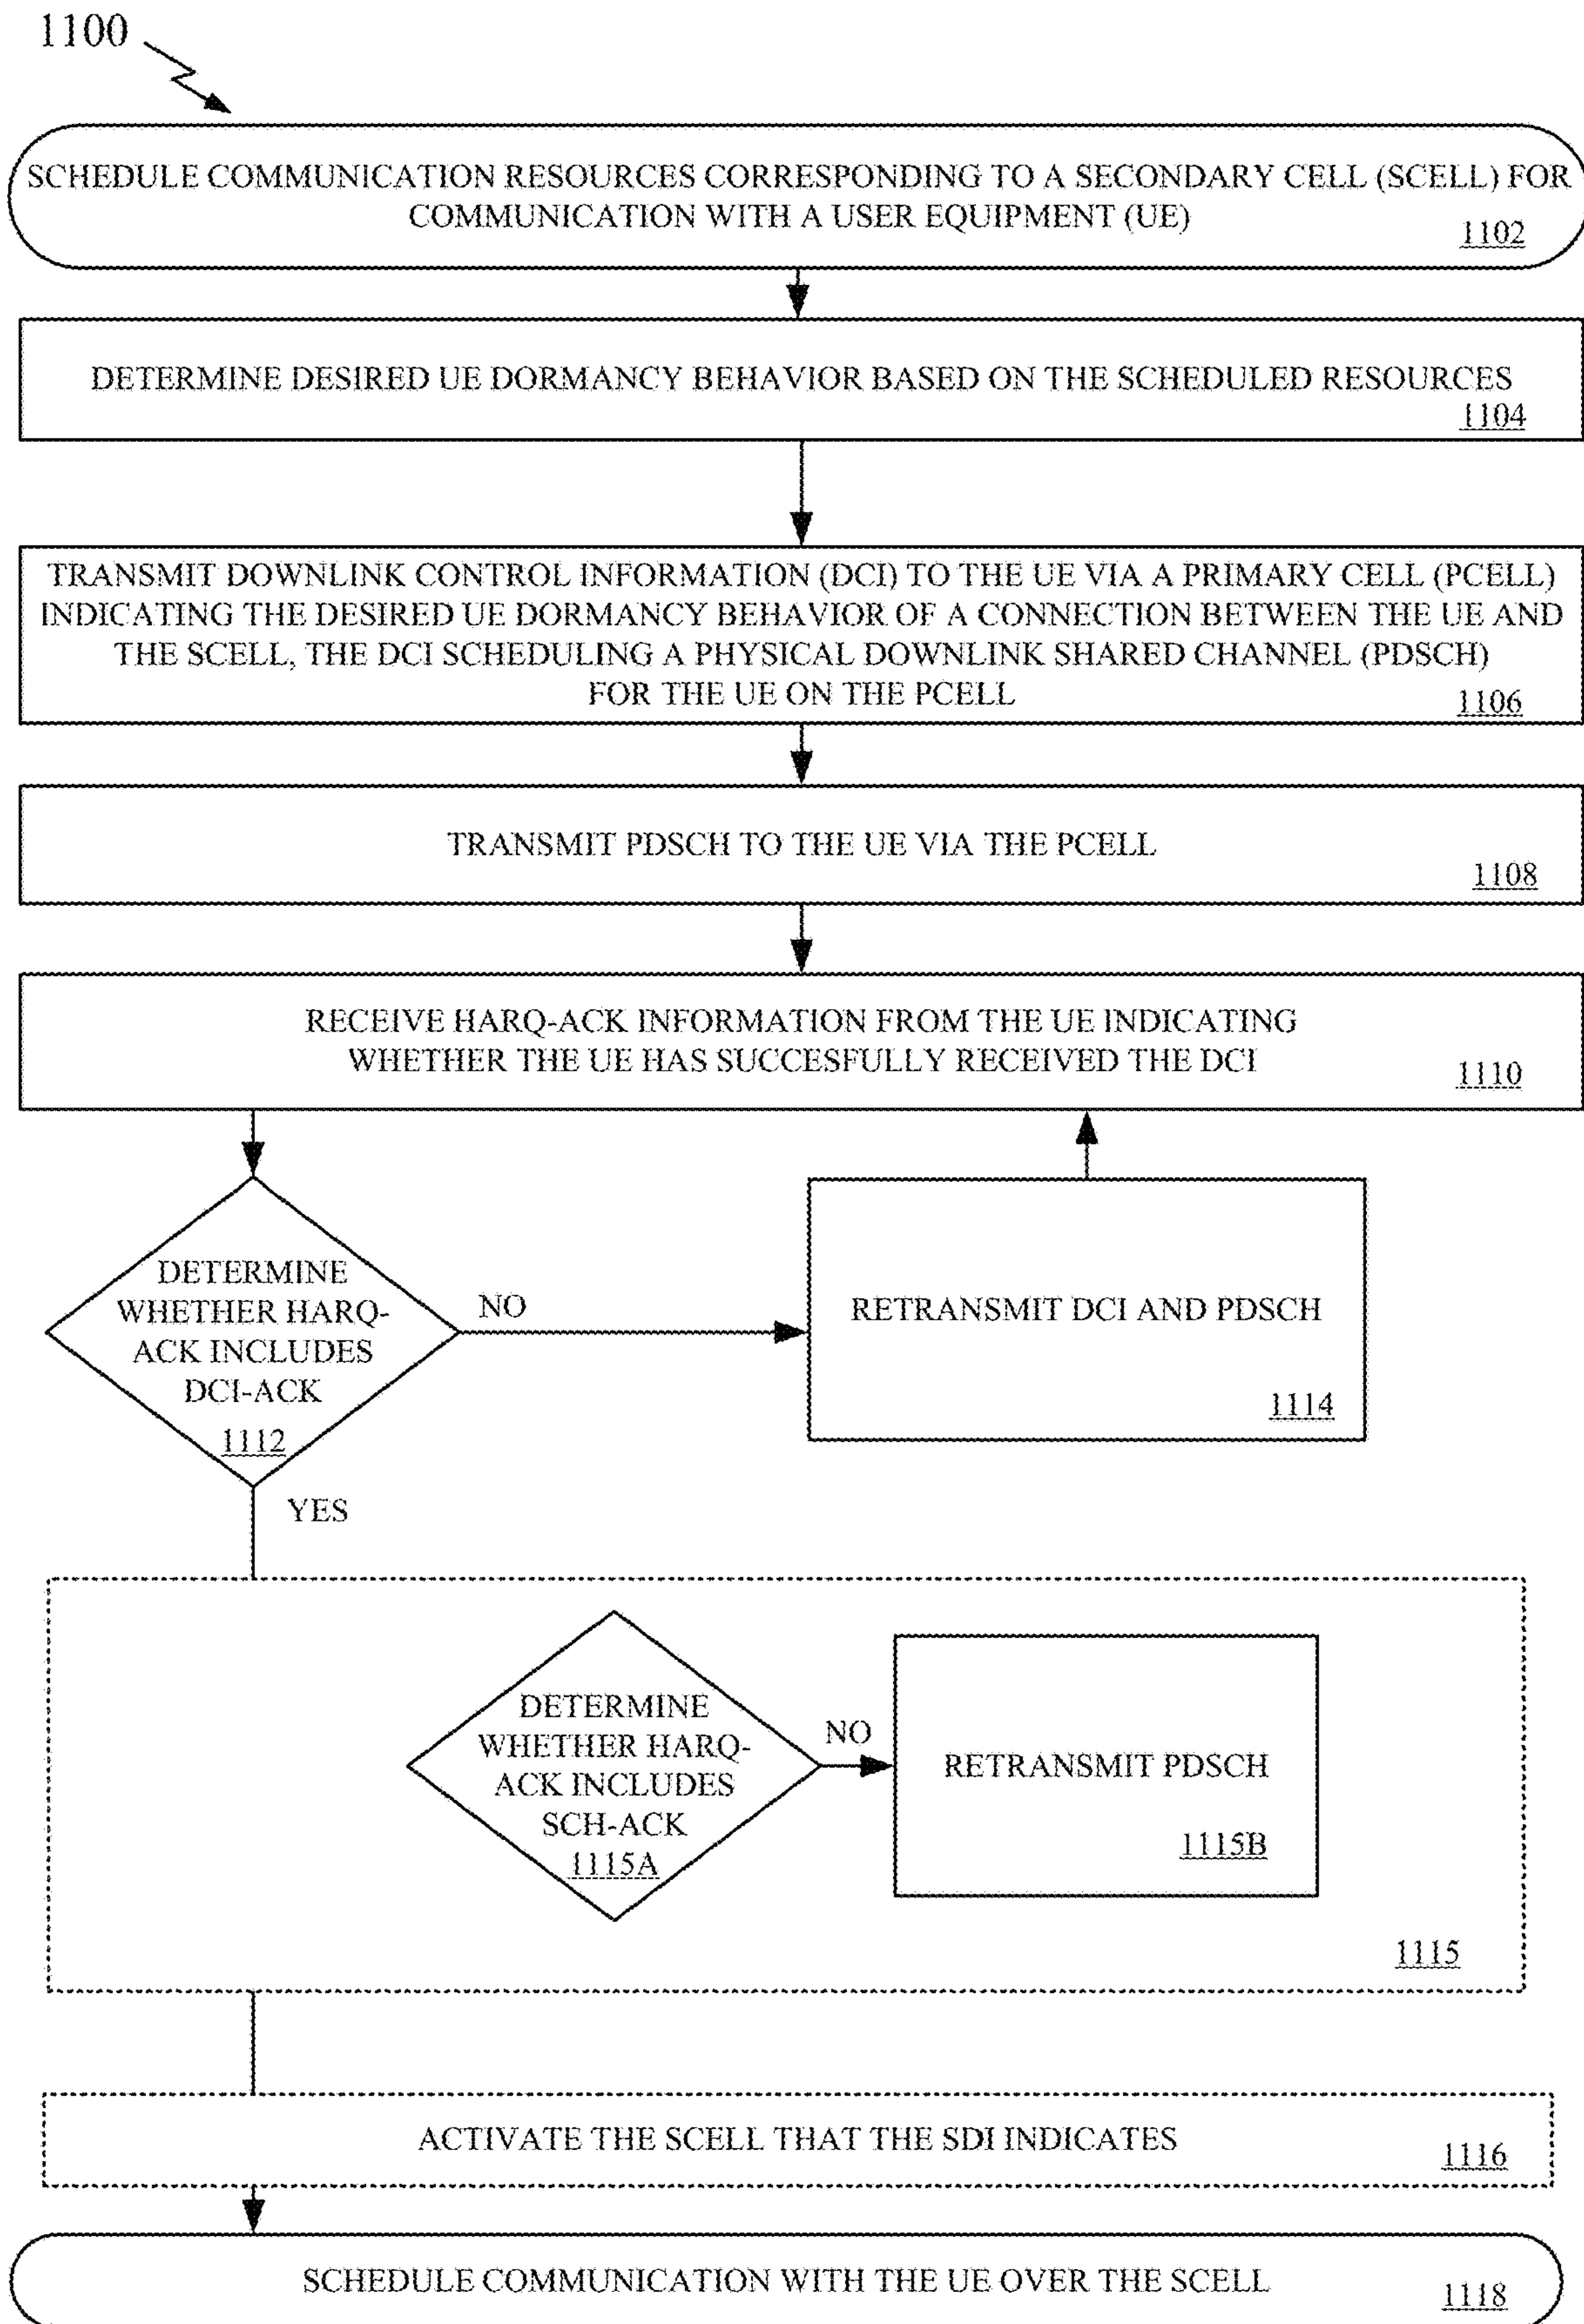 1100
SCHEDULE COMMUNICATION RESOURCES CORRESPONDING TO A SECONDARY CELL (SCELL) FOR
COMMUNICATION WITH A USER EQUIPMENT (UE)
1102
DETERMINE DESIRED UE DORMANCY BEHAVIOR BASED ON THE SCHEDULED RESOURCES
1104
TRANSMIT DOWNLINK CONTROL INFORMATION (DCI) TO THE UE VIA A PRIMARY CELL (PCELL)
INDICATING THE DESIRED UE DORMANCY BEHAVIOR OF A CONNECTION BETWEEN THE UE AND
THE SCELL, THE DCI SCHEDULING A PHYSICAL DOWNLINK SHARED CHANNEL (PDSCH)
FOR THE UE ON THE PCELL
1106
TRANSMIT PDSCH TO THE UE VIA THE PCELL
1108
RECEIVE HARQ-ACK INFORMATION FROM THE UE INDICATING
WHETHER THE UE HAS SUCCESFULLY RECEIVED THE DCI
1110
DETERMINE
WHETHER HARQ-
ACK INCLUDES
DCI-ACK
1112
NO
RETRANSMIT DCI AND PDSCH
1114
YES
DETERMINE
WHETHER HARQ-
ACK INCLUDES
SCH-ACK
1115A
NO
RETRANSMIT PDSCH
1115B
1115
ACTIVATE THE SCELL THAT THE SDI INDICATES
1116
SCHEDULE COMMUNICATION WITH THE UE OVER THE SCELL
1118